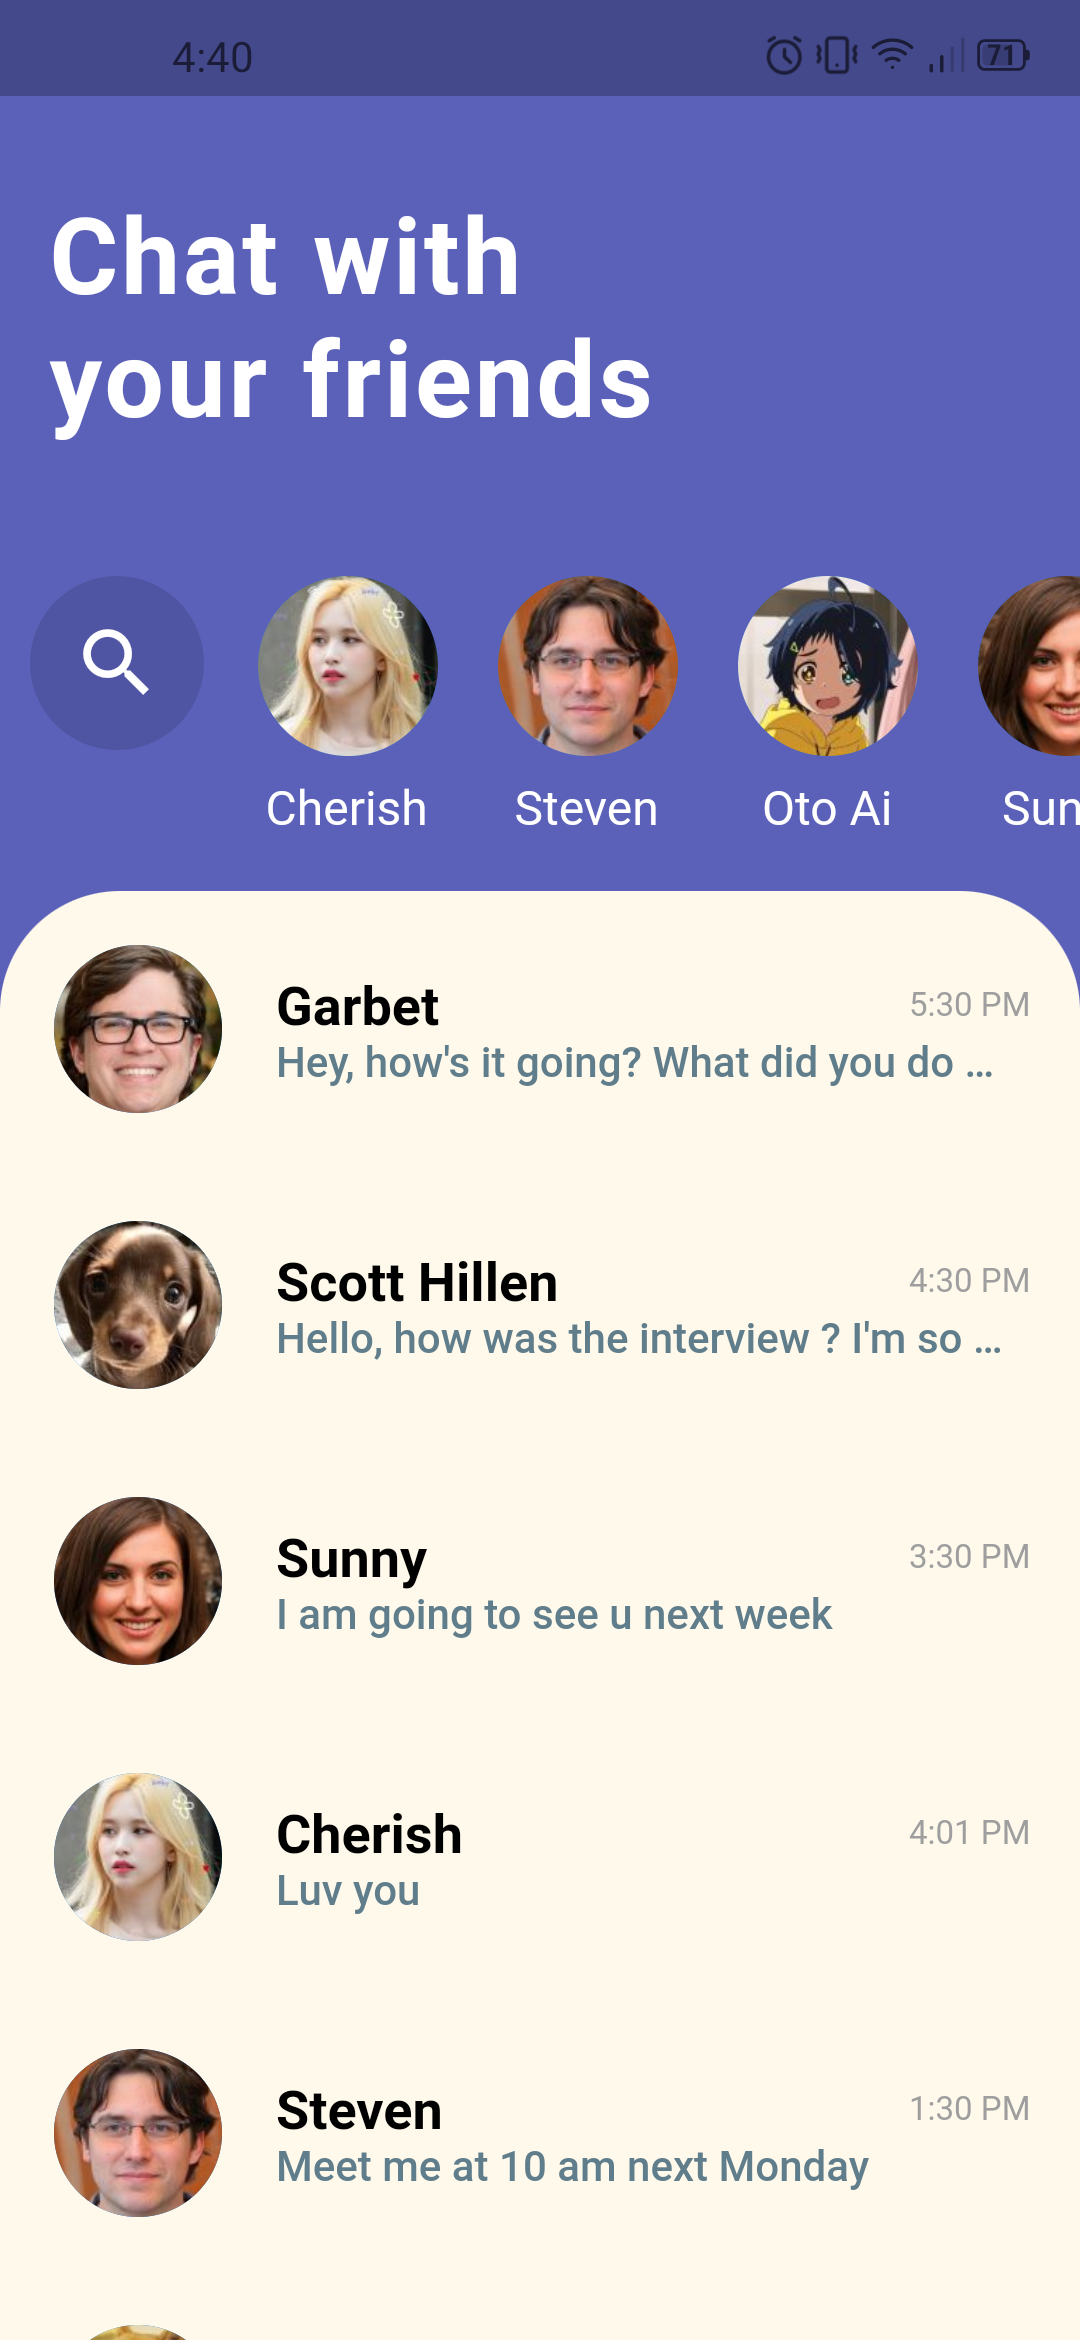 4:40
71
Chat with
your friends
Cherish
Steven
Oto Ai
Sun
Garbet
5:30 PM
Hey, how's it going? What did you do ...
Scott Hillen
4:30 PM
Hello, how was the interview ? I'm so ...
Sunny
3:30 PM
I am going to see u next week
Cherish
4:01 PM
Luv you
Steven
1:30 PM
Meet me at 10 am next Monday